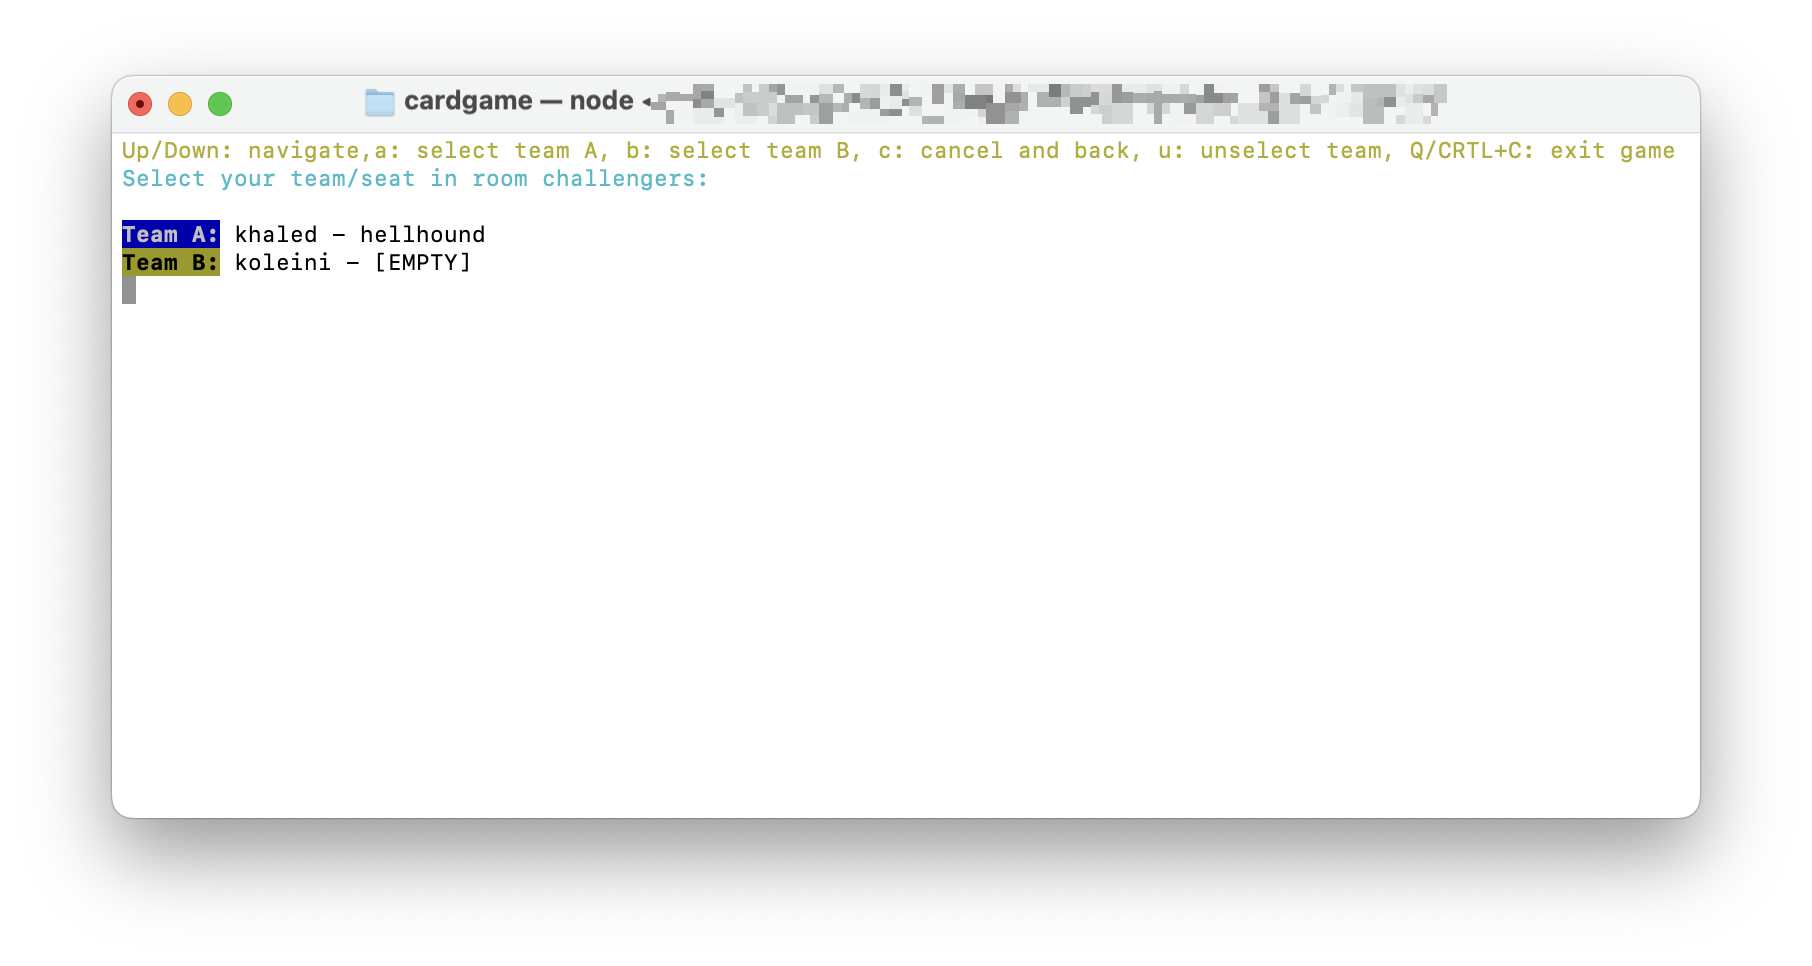 cardgame — node
Up/Down: navigate,a: select team A, b: select team B, c: cancel and back, u: unselect team, Q/CRTL+C: exit game
Select your team/seat in room challengers:
Team A: khaled - hellhound
Team B: koleini - [EMPTY]